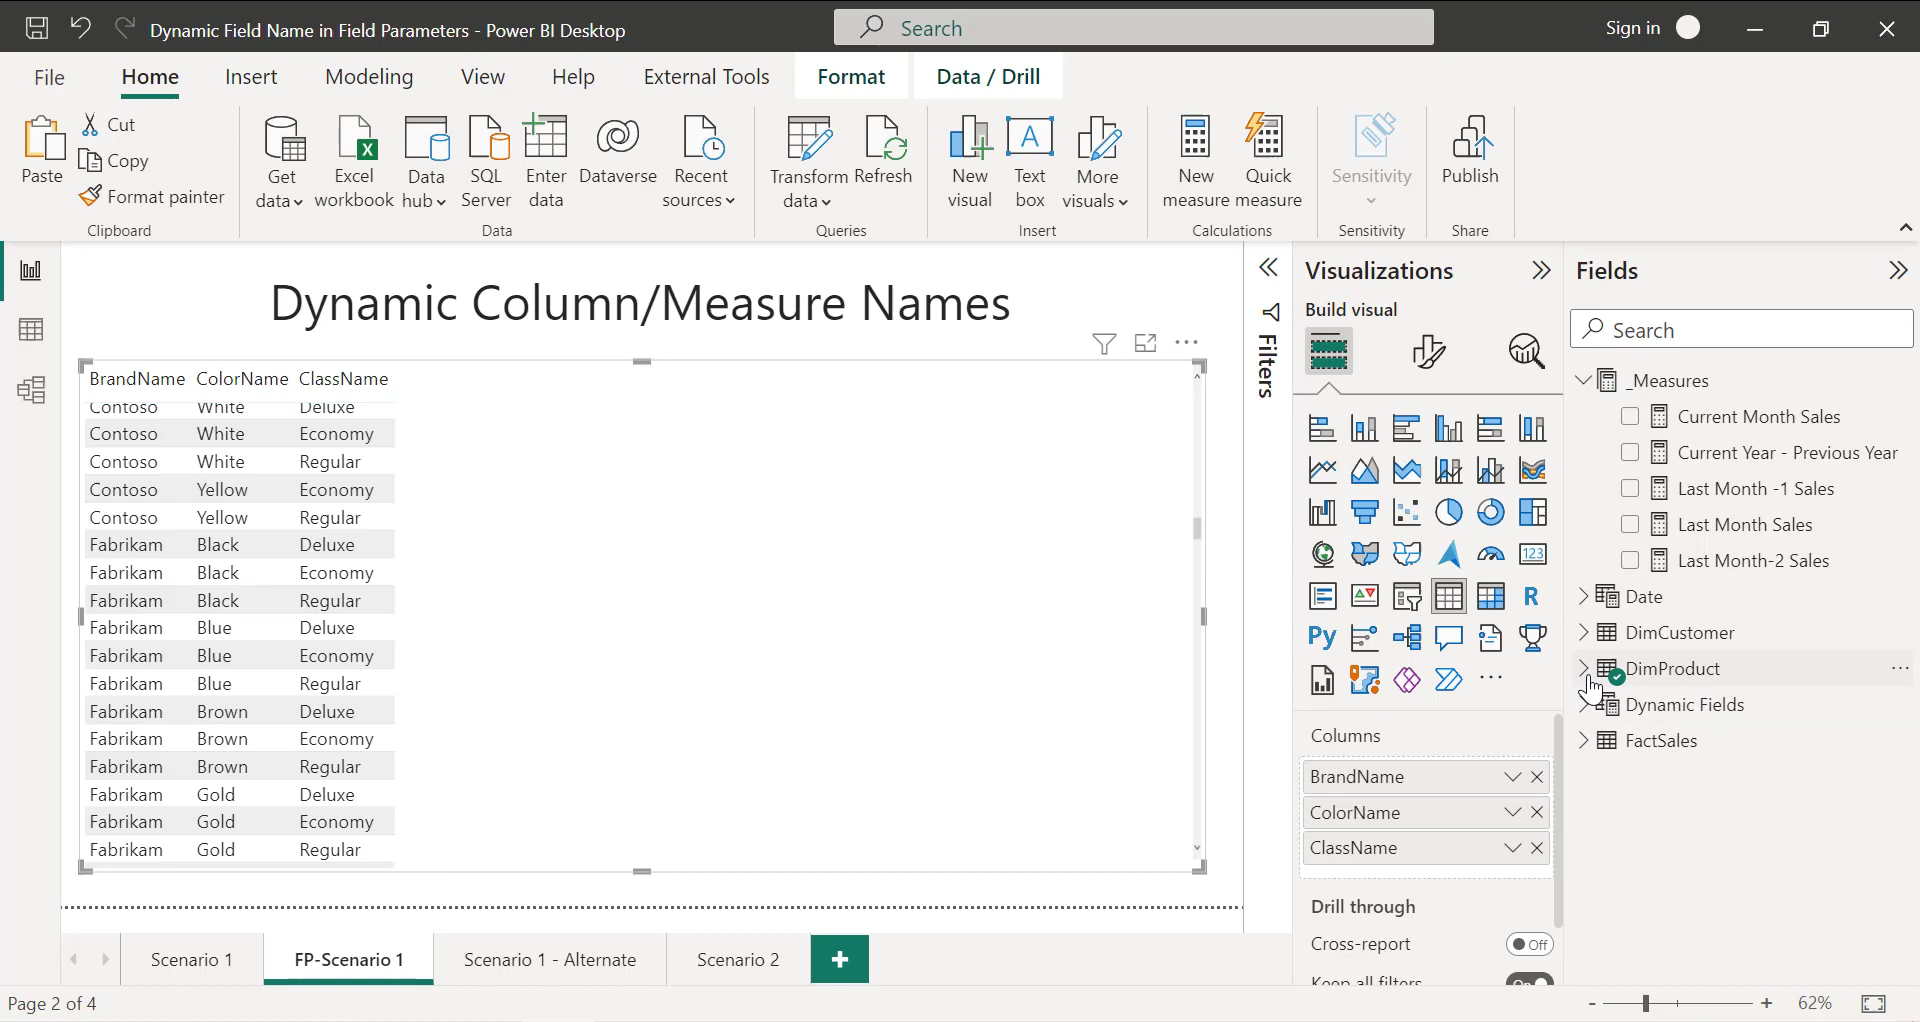 Dynamic Field Name in Field Parameters - Power BI Desktop
Search
Sign in
File
Home
Insert
Modeling
View
Help
External Tools
Format
Data / Drill
Paste
Cut
Copy
Format painter
Clipboard
Get data
Excel workbook
Data hub
SQL Server
Enter data
Dataverse
Recent sources
Data
Transform data
Refresh
Queries
New visual
A
Text box
More visuals
Insert
New measure
Quick measure
Calculations
Sensitivity
Sensitivity
Publish
Share
Dynamic Column/Measure Names
BrandName ColorName ClassName
Contoso White Deluxe
Contoso White Economy
Contoso White Regular
Contoso Yellow Economy
Contoso Yellow Regular
Fabrikam Black Deluxe
Fabrikam Black Economy
Fabrikam Black Regular
Fabrikam Blue Deluxe
Fabrikam Blue Economy
Fabrikam Blue Regular
Fabrikam Brown Deluxe
Fabrikam Brown Economy
Fabrikam Brown Regular
Fabrikam Gold Deluxe
Fabrikam Gold Economy
Fabrikam Gold Regular
Filters
Visualizations
Build visual
123
R
Py
Columns
BrandName
ColorName
ClassName
Drill through
Cross-report
Off
Keep all filters
On
Fields
Search
_Measures
Current Month Sales
Current Year - Previous Year
Last Month -1 Sales
Last Month Sales
Last Month-2 Sales
Date
DimCustomer
DimProduct
Dynamic Fields
FactSales
Scenario 1
FP-Scenario 1
Scenario 1 - Alternate
Scenario 2
+
Page 2 of 4
- + 62%